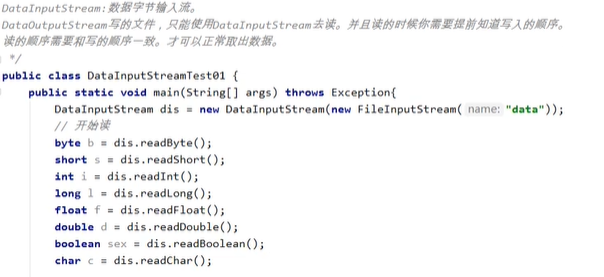 DataInputStream:数据字节输入流。
DataOutputStream写的文件，只能使用DataInputStream去读。并且读的时候你需要提前知道写入的顺序。
读的顺序需要和写的顺序一致。才可以正常取出数据。
*/
public class DataInputStreamTest01 {
public static void main(String[] args) throws Exception{
DataInputStream dis = new DataInputStream(new FileInputStream( name: "data"));
// 开始读
byte b = dis.readByte();
short s = dis.readShort();
int i = dis.readInt();
long l = dis.readLong();
float f = dis.readFloat();
double d = dis.readDouble();
boolean sex = dis.readBoolean();
char c = dis.readChar();